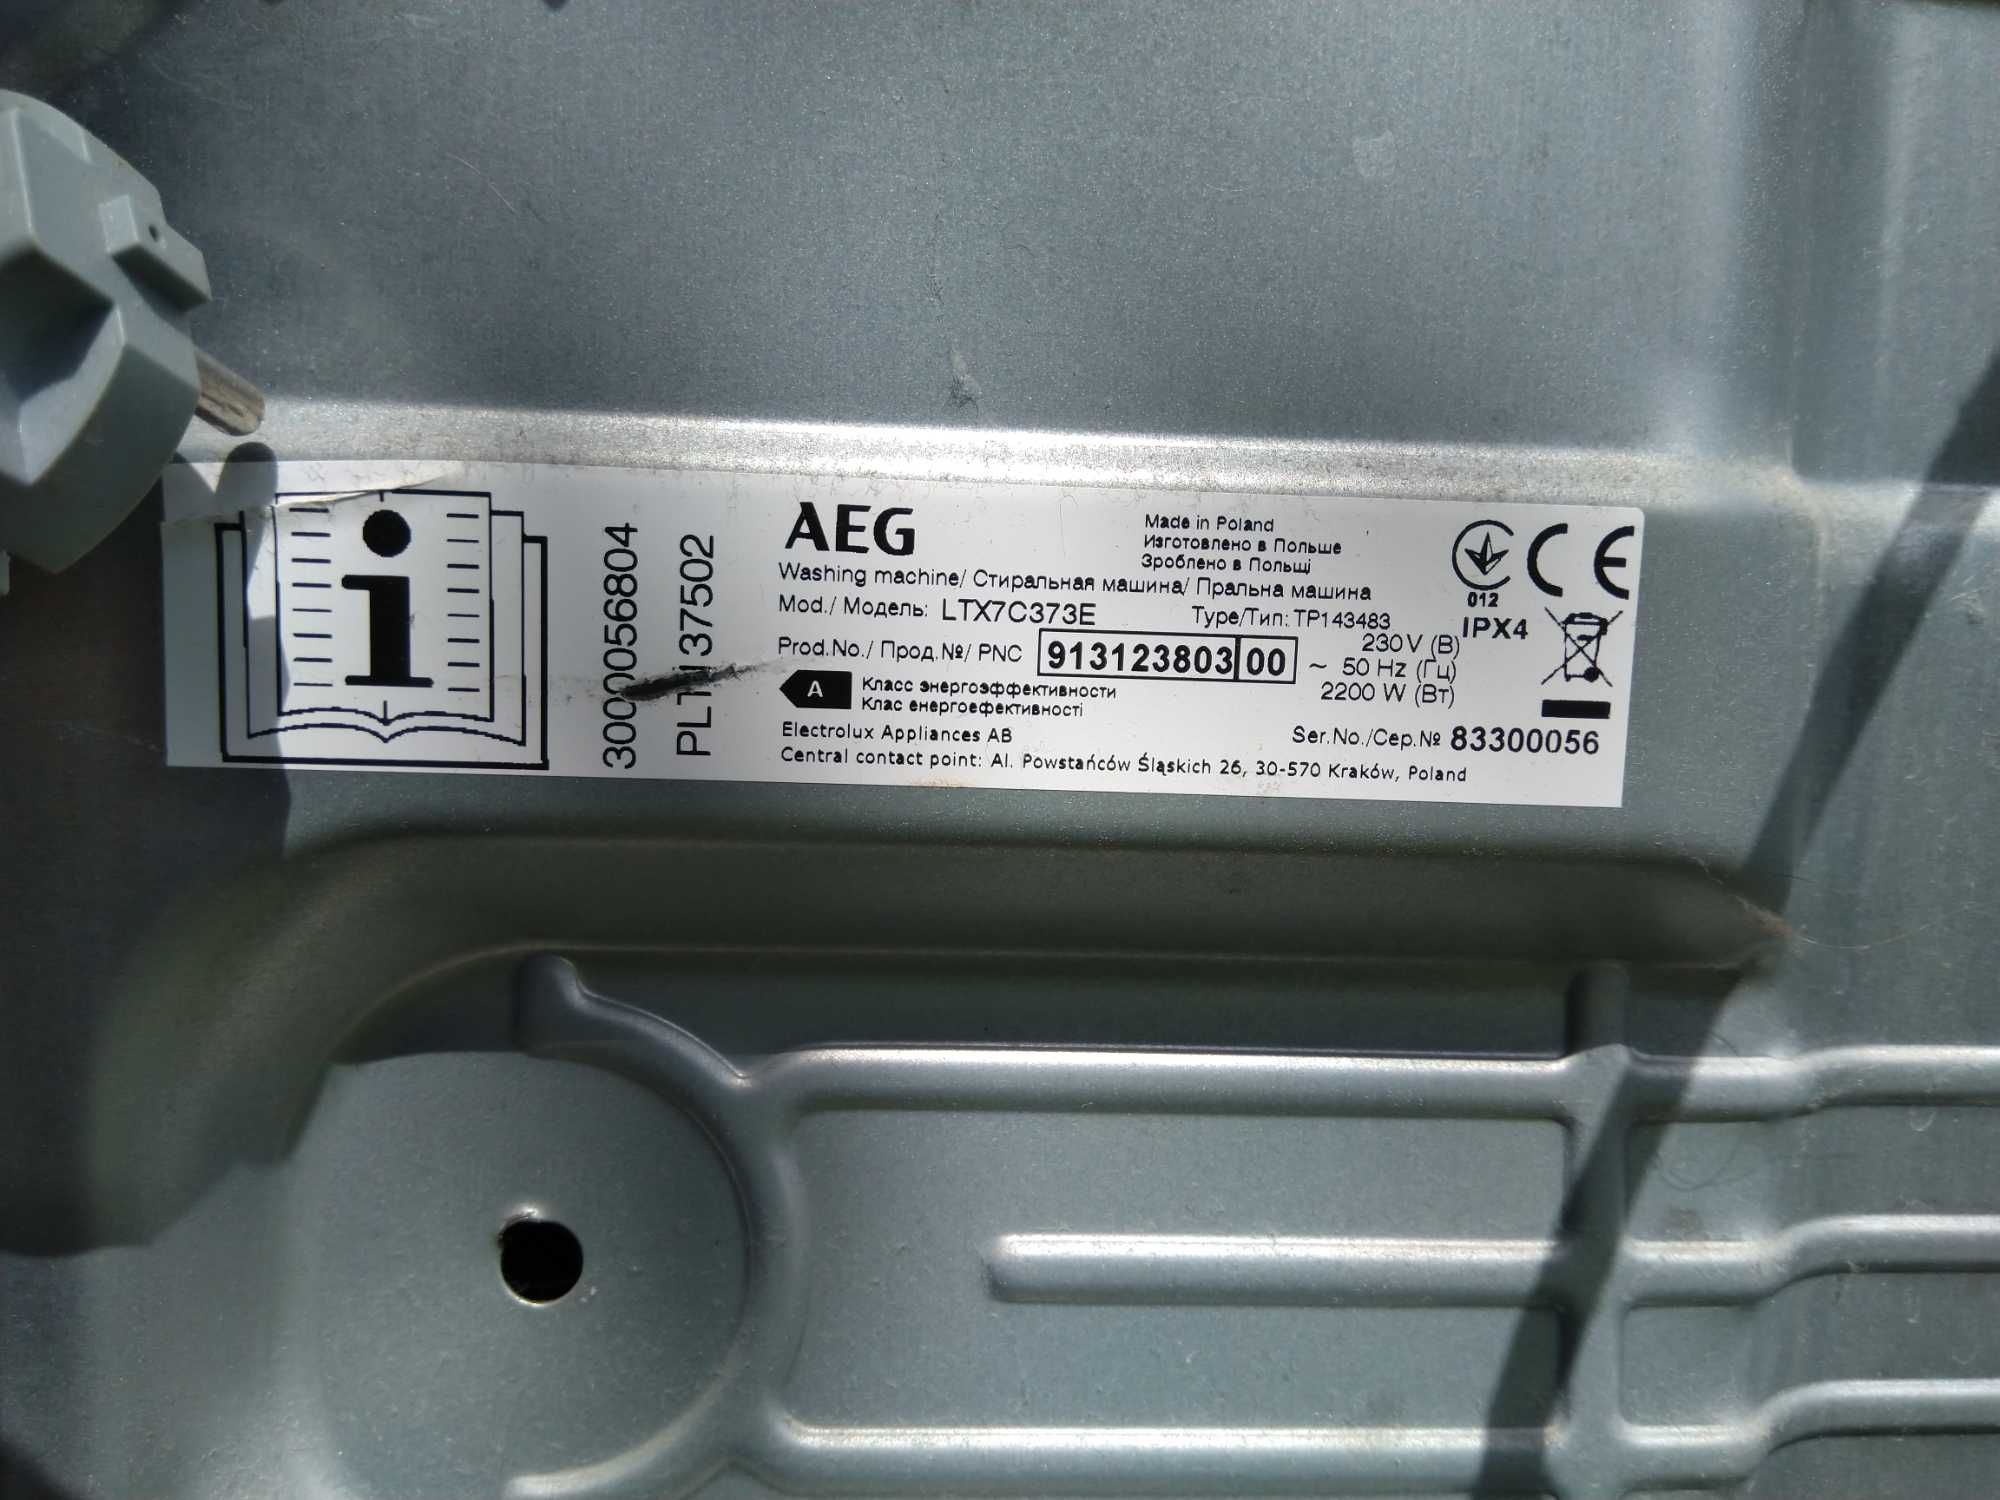 3000056804
PLT137502
AEG
Made in Poland
Изготовлено в Польше
Зроблено в Польщі
Washing machine/ Стиральная машина/ Пральна машина
Mod./ Модель: LTX7C373E Type/Тип: TP143483
Prod.No./ Прод.№/ PNC 913123803 00
230V (В)
~ 50 Hz (Гц)
2200 W (Вт)
012
CE
IPX4
A
Класс энергоэффективности
Клас енергоефективності
Electrolux Appliances AB
Ser.No./Сер.№ 83300056
Central contact point: Al. Powstańców Śląskich 26, 30-570 Kraków, Poland